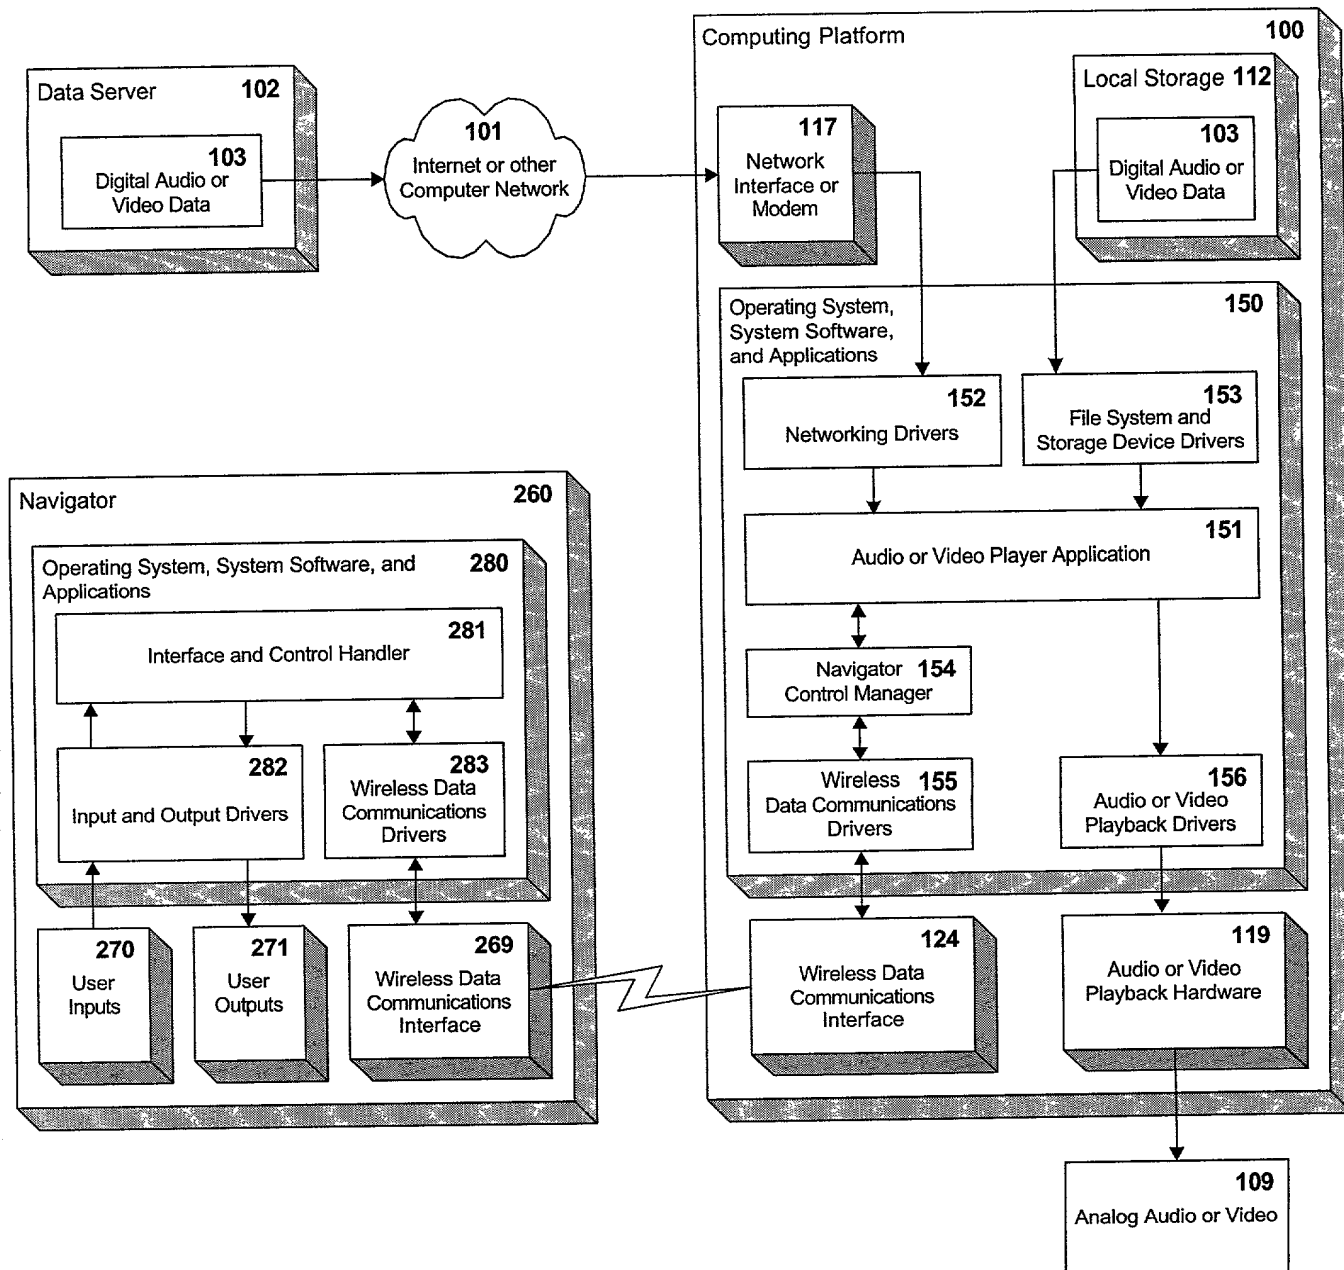 Computing Platform 100
Data Server 102
103
Digital Audio or
Video Data
101
Internet or other
Computer Network
117
Network
Interface or
Modem
Local Storage 112
103
Digital Audio or
Video Data
Operating System, 150
System Software,
and Applications
152
Networking Drivers
153
File System and
Storage Device Drivers
151
Audio or Video Player Application
Navigator 154
Control Manager
Wireless 155
Data Communications
Drivers
156
Audio or Video
Playback Drivers
124
Wireless Data
Communications
Interface
119
Audio or Video
Playback Hardware
109
Analog Audio or Video
Navigator 260
Operating System, System Software, and 280
Applications
281
Interface and Control Handler
282
Input and Output Drivers
283
Wireless Data
Communications
Drivers
270
User
Inputs
271
User
Outputs
269
Wireless Data
Communications
Interface